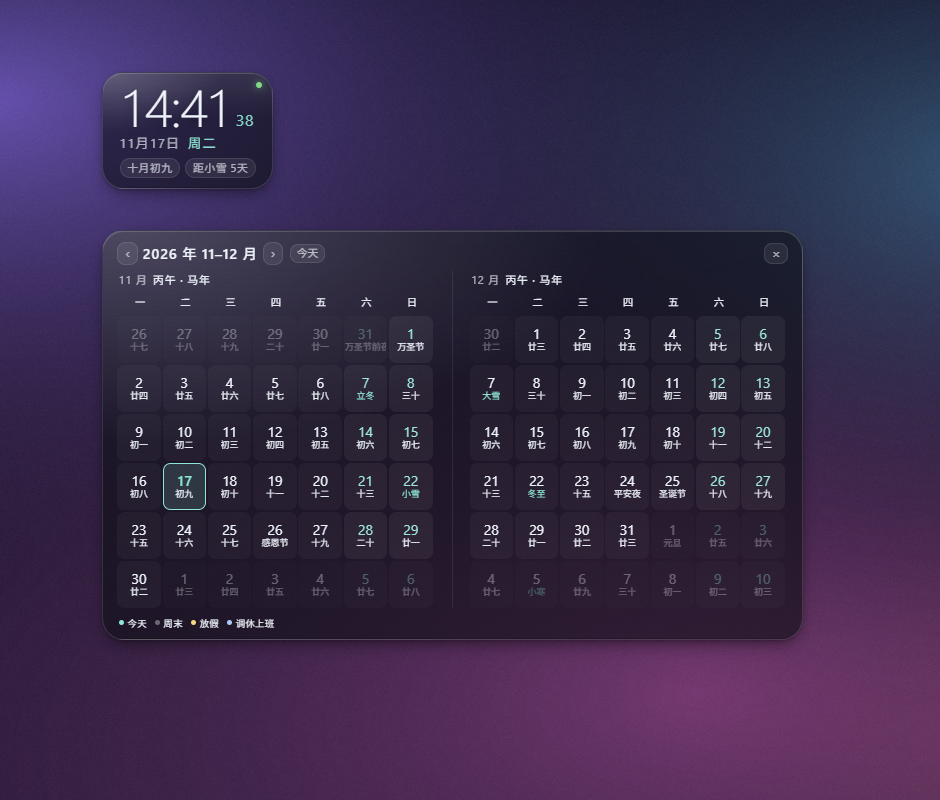 14:41 38
11月17日 周二
十月初九 距小雪 5天
‹ 2026 年 11–12 月 › 今天 ×
11 月 丙午 · 马年
一 二 三 四 五 六 日
26 27 28 29 30 31 1
十七 十八 十九 二十 廿一 万圣节前夜 万圣节
2 3 4 5 6 7 8
廿四 廿五 廿六 廿七 廿八 立冬 三十
9 10 11 12 13 14 15
初一 初二 初三 初四 初五 初六 初七
16 17 18 19 20 21 22
初八 初九 初十 十一 十二 十三 小雪
23 24 25 26 27 28 29
十五 十六 十七 感恩节 十九 二十 廿一
30 1 2 3 4 5 6
廿二 廿三 廿四 廿五 廿六 廿七 廿八
12 月 丙午 · 马年
一 二 三 四 五 六 日
30 1 2 3 4 5 6
廿二 廿三 廿四 廿五 廿六 廿七 廿八
7 8 9 10 11 12 13
大雪 三十 初一 初二 初三 初四 初五
14 15 16 17 18 19 20
初六 初七 初八 初九 初十 十一 十二
21 22 23 24 25 26 27
十三 冬至 十五 平安夜 圣诞节 十八 十九
28 29 30 31 1 2 3
二十 廿一 廿二 廿三 元旦 廿五 廿六
4 5 6 7 8 9 10
廿七 小寒 廿九 三十 初一 初二 初三
今天 周末 放假 调休上班